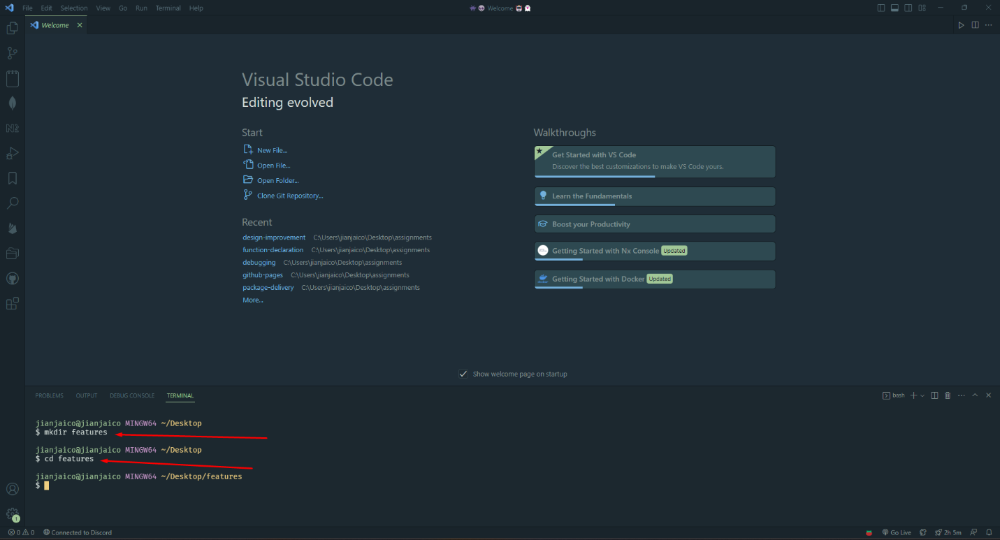 File Edit Selection View Go Run Terminal Help
Welcome
Welcome
Visual Studio Code
Editing evolved
Start
New File...
Open File...
Open Folder...
Clone Git Repository...
Recent
design-improvement C:\Users\jianjaico\Desktop\assignments
function-declaration C:\Users\jianjaico\Desktop\assignments
debugging C:\Users\jianjaico\Desktop\assignments
github-pages C:\Users\jianjaico\Desktop\assignments
package-delivery C:\Users\jianjaico\Desktop\assignments
More...
Walkthroughs
Get Started with VS Code
Discover the best customizations to make VS Code yours.
Learn the Fundamentals
Boost your Productivity
Getting Started with Nx Console Updated
Getting Started with Docker Updated
Show welcome page on startup
PROBLEMS OUTPUT DEBUG CONSOLE TERMINAL
bash
jianjaico@jianjaico MINGW64 ~/Desktop
$ mkdir features
jianjaico@jianjaico MINGW64 ~/Desktop
$ cd features
jianjaico@jianjaico MINGW64 ~/Desktop/features
$
1
0 0 Connected to Discord
Go Live 2h 5m